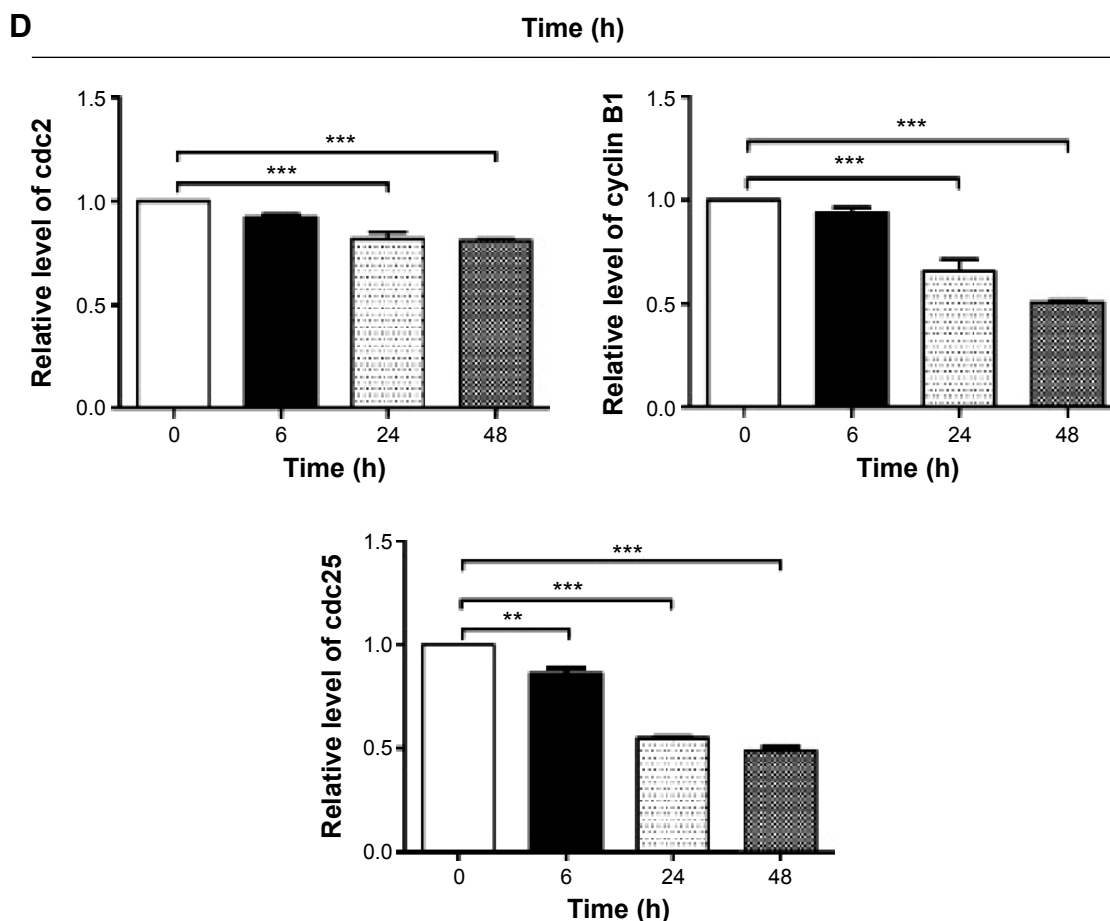 D
Time (h)
Relative level of cdc2
1.5
1.0
0.5
0.0
***
***
0 6 24 48
Time (h)
Relative level of cyclin B1
1.5
1.0
0.5
0.0
***
***
0 6 24 48
Time (h)
Relative level of cdc25
1.5
1.0
0.5
0.0
***
***
**
0 6 24 48
Time (h)